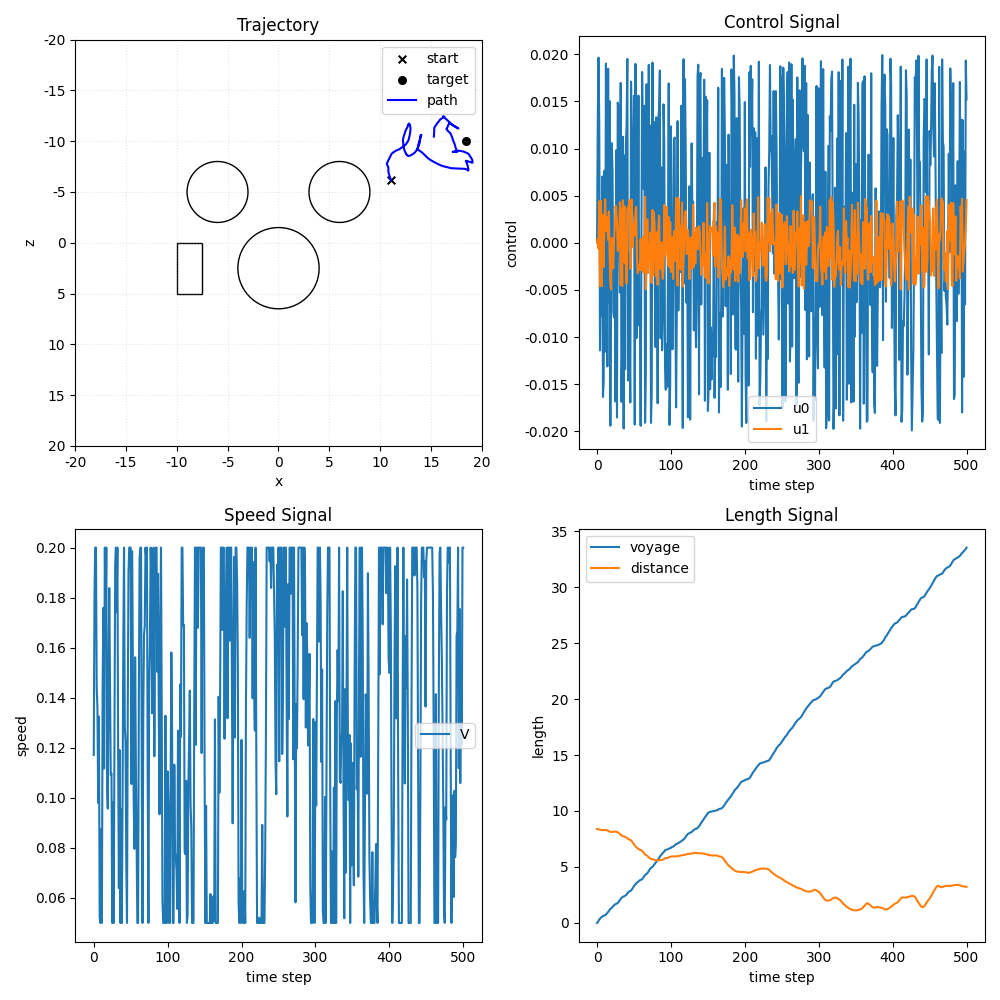 Trajectory
-20
-15
-10
-5
0
5
10
15
20
-20 -15 -10 -5 0 5 10 15 20
x
z
start
target
path
Control Signal
0.020
0.015
0.010
0.005
0.000
-0.005
-0.010
-0.015
-0.020
0 100 200 300 400 500
time step
control
u0
u1
Speed Signal
0.20
0.18
0.16
0.14
0.12
0.10
0.08
0.06
0 100 200 300 400 500
time step
speed
V
Length Signal
35
30
25
20
15
10
5
0
0 100 200 300 400 500
time step
length
voyage
distance